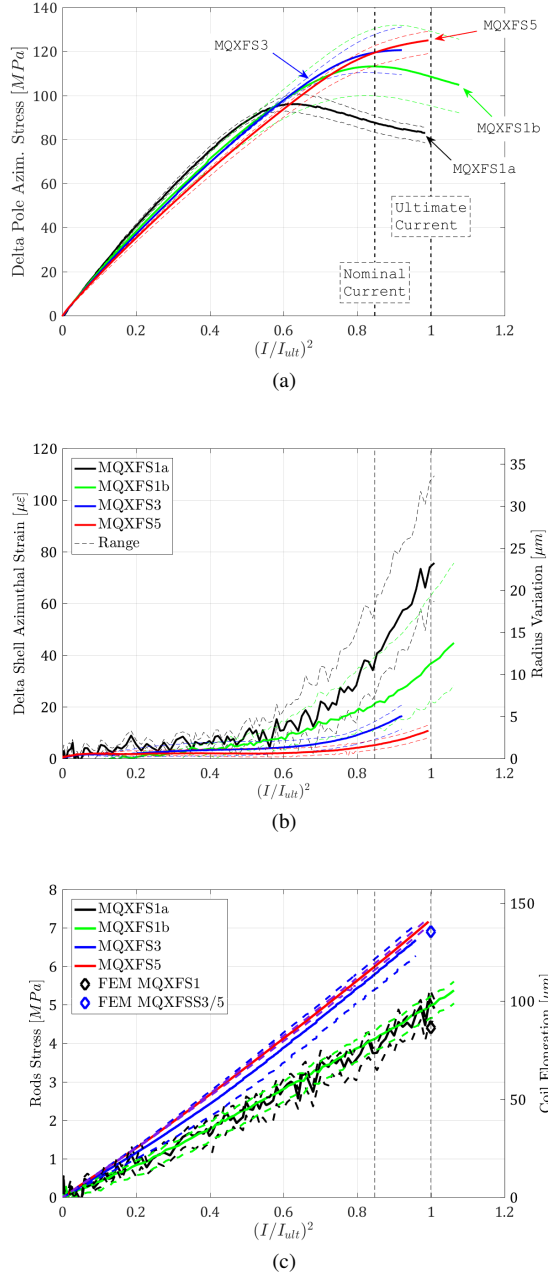 140
120
100
80
60
40
20
0
Delta Pole Azim. Stress [MPa]
MQXFS3
MQXFS5
MQXFS1b
MQXFS1a
Ultimate
Current
Nominal
Current
0 0.2 0.4 0.6 0.8 1 1.2
(I/I_ult)^2
(a)
120
100
80
60
40
20
0
Delta Shell Azimuthal Strain [με]
MQXFS1a
MQXFS1b
MQXFS3
MQXFS5
Range
35
30
25
20
15
10
5
0
Radius Variation [μm]
0 0.2 0.4 0.6 0.8 1 1.2
(I/I_ult)^2
(b)
8
7
6
5
4
3
2
1
0
Rods Stress [MPa]
MQXFS1a
MQXFS1b
MQXFS3
MQXFS5
FEM MQXFS1
FEM MQXFSS3/5
150
100
50
0
Coil Elongation [μm]
0 0.2 0.4 0.6 0.8 1 1.2
(I/I_ult)^2
(c)